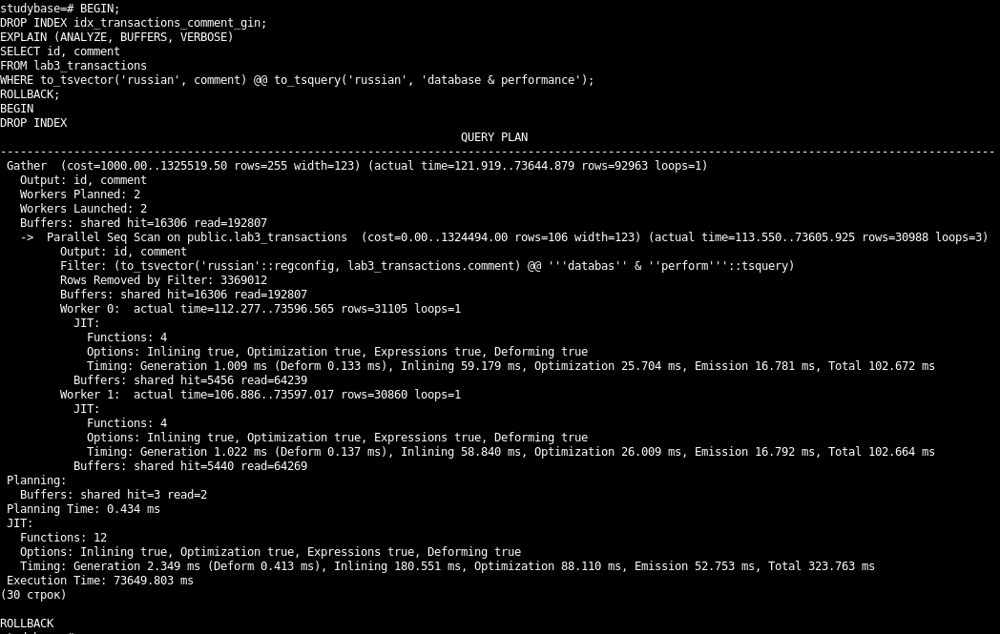 studybase=# BEGIN;
DROP INDEX idx_transactions_comment_gin;
EXPLAIN (ANALYZE, BUFFERS, VERBOSE)
SELECT id, comment
FROM lab3_transactions
WHERE to_tsvector('russian', comment) @@ to_tsquery('russian', 'database & performance');
ROLLBACK;
BEGIN
DROP INDEX
QUERY PLAN
-----------------------------------------------------------------------------------------------------------------------------------------------------
Gather  (cost=1000.00..1325519.50 rows=255 width=123) (actual time=121.919..73644.879 rows=92963 loops=1)
  Output: id, comment
  Workers Planned: 2
  Workers Launched: 2
  Buffers: shared hit=16306 read=192807
  ->  Parallel Seq Scan on public.lab3_transactions  (cost=0.00..1324494.00 rows=106 width=123) (actual time=113.550..73605.925 rows=30988 loops=3)
        Output: id, comment
        Filter: (to_tsvector('russian'::regconfig, lab3_transactions.comment) @@ '''databas'' & ''perform'''::tsquery)
        Rows Removed by Filter: 3369012
        Buffers: shared hit=16306 read=192807
        Worker 0:  actual time=112.277..73596.565 rows=31105 loops=1
          JIT:
            Functions: 4
            Options: Inlining true, Optimization true, Expressions true, Deforming true
            Timing: Generation 1.009 ms (Deform 0.133 ms), Inlining 59.179 ms, Optimization 25.704 ms, Emission 16.781 ms, Total 102.672 ms
          Buffers: shared hit=5456 read=64239
        Worker 1:  actual time=106.886..73597.017 rows=30860 loops=1
          JIT:
            Functions: 4
            Options: Inlining true, Optimization true, Expressions true, Deforming true
            Timing: Generation 1.022 ms (Deform 0.137 ms), Inlining 58.840 ms, Optimization 26.009 ms, Emission 16.792 ms, Total 102.664 ms
          Buffers: shared hit=5440 read=64269
Planning:
  Buffers: shared hit=3 read=2
Planning Time: 0.434 ms
JIT:
  Functions: 12
  Options: Inlining true, Optimization true, Expressions true, Deforming true
  Timing: Generation 2.349 ms (Deform 0.413 ms), Inlining 180.551 ms, Optimization 88.110 ms, Emission 52.753 ms, Total 323.763 ms
Execution Time: 73649.803 ms
(30 строк)
ROLLBACK